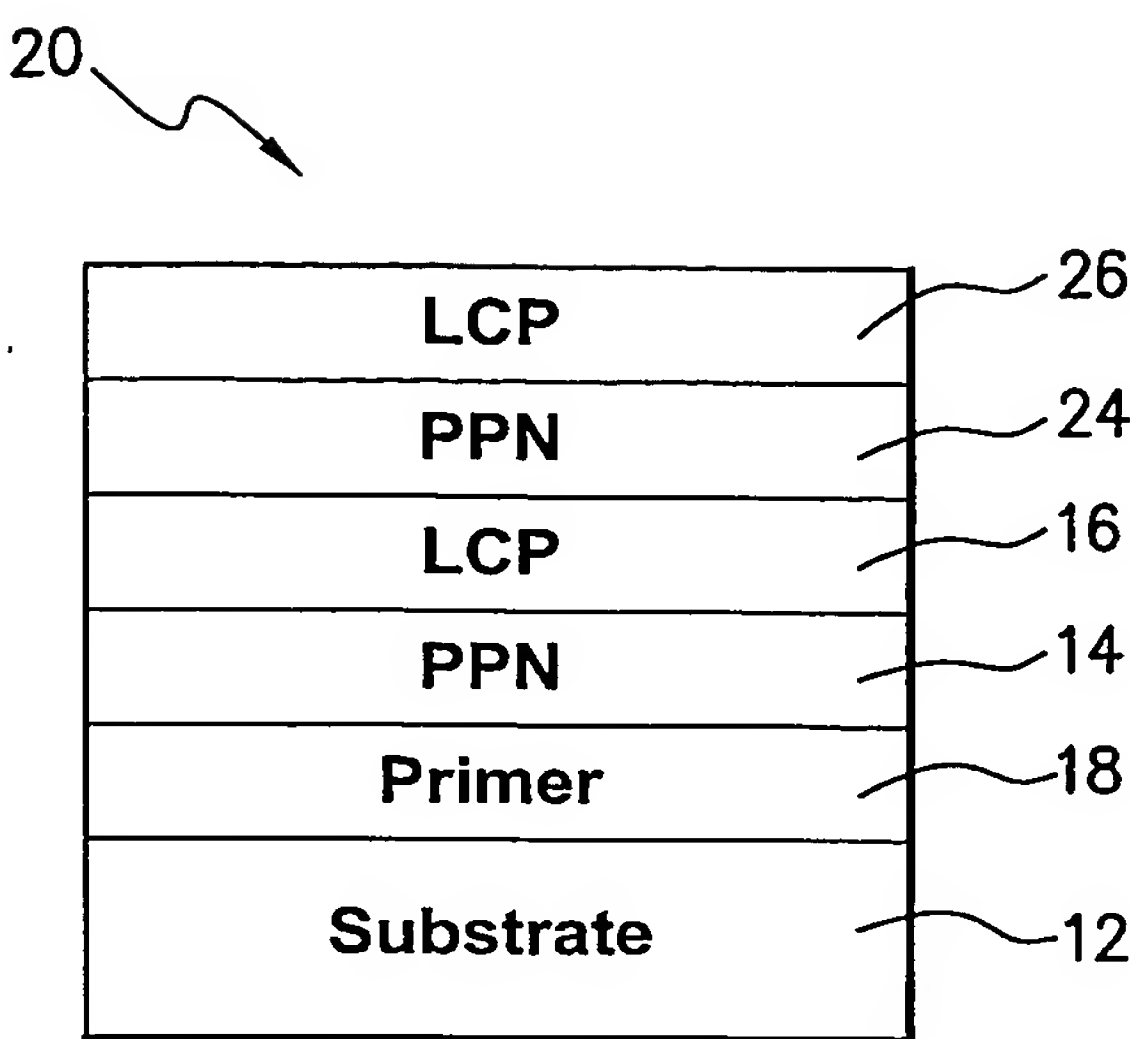 20
LCP 26
PPN 24
LCP 16
PPN 14
Primer 18
Substrate 12